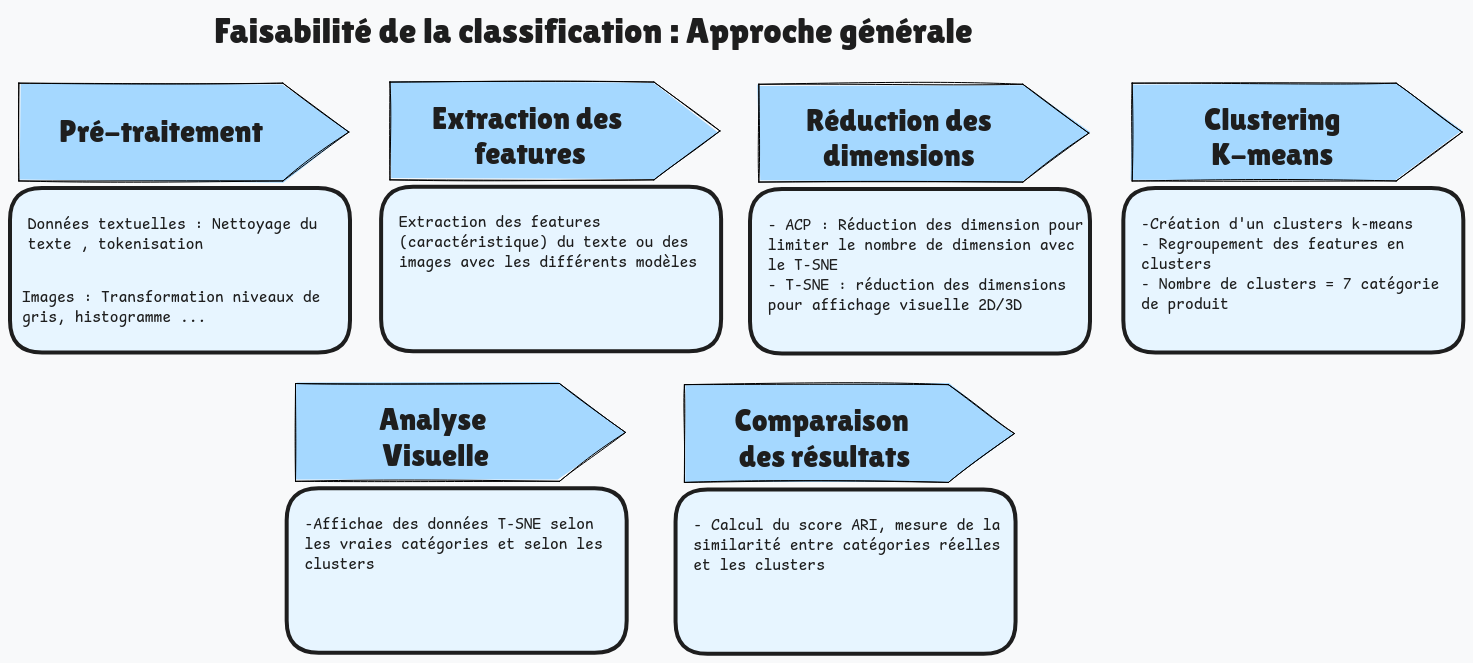 Faisabilité de la classification : Approche générale
Pré-traitement
Données textuelles : Nettoyage du
texte , tokenisation
Images : Transformation niveaux de
gris, histogramme ...
Extraction des
features
Extraction des features
(caractéristique) du texte ou des
images avec les différents modèles
Réduction des
dimensions
- ACP : Réduction des dimension pour
limiter le nombre de dimension avec
le T-SNE
- T-SNE : réduction des dimensions
pour affichage visuelle 2D/3D
Clustering
K-means
-Création d'un clusters k-means
- Regroupement des features en
clusters
- Nombre de clusters = 7 catégorie
de produit
Analyse
Visuelle
-Affichae des données T-SNE selon
les vraies catégories et selon les
clusters
Comparaison
des résultats
- Calcul du score ARI, mesure de la
similarité entre catégories réelles
et les clusters